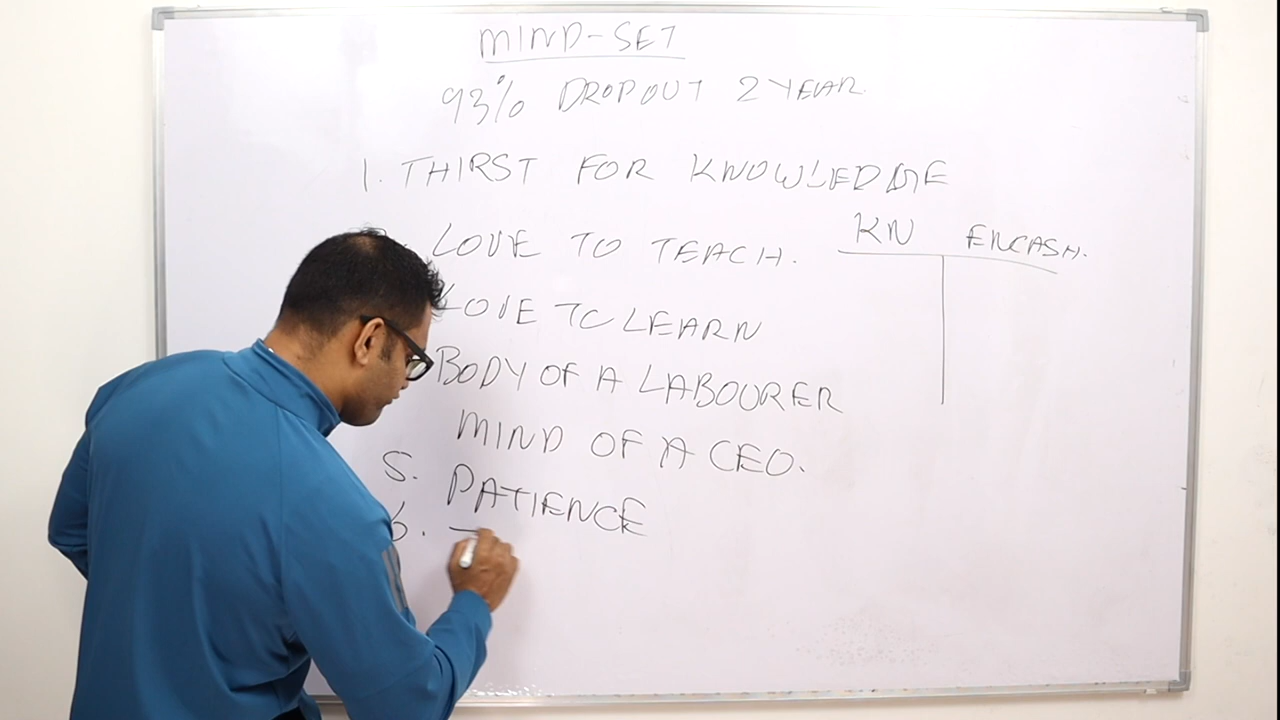 MIND-SET
93% DROPOUT 2 YEAR
1. THIRST FOR KNOWLEDGE
LOVE TO TEACH.
KN ENCASH.
LOVE TO LEARN
BODY OF A LABOURER
MIND OF A CEO.
5. PATIENCE
6.